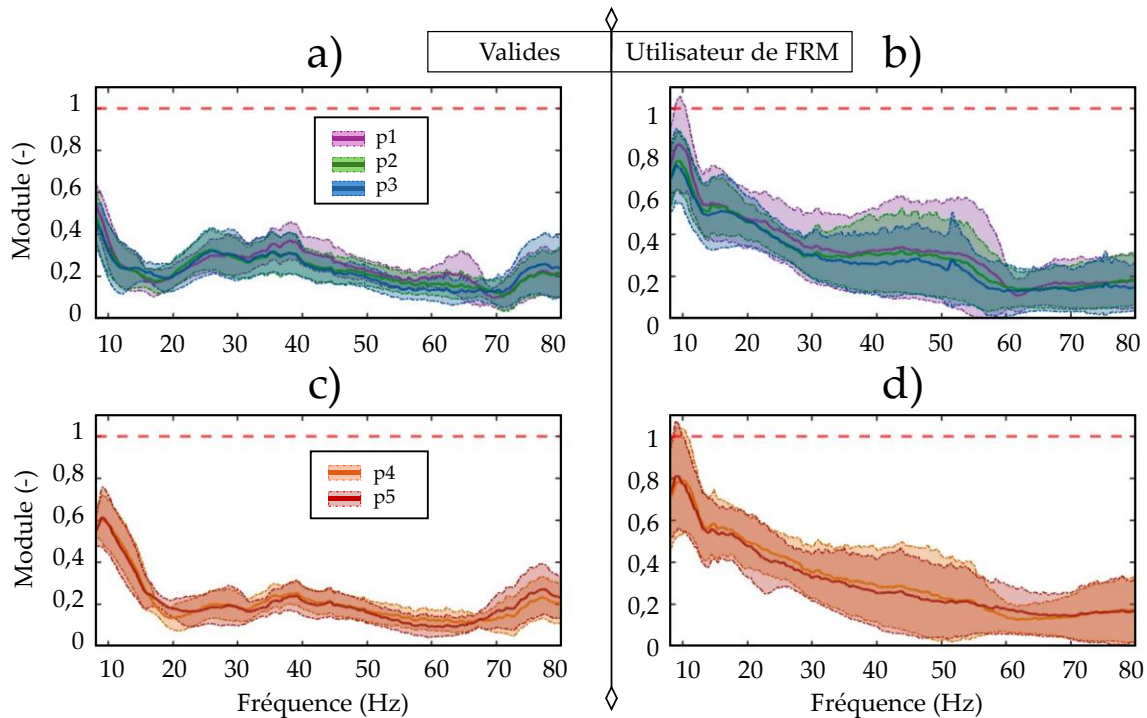 a)
Valides
Utilisateur de FRM
b)
Module (-)
1
0,8
0,6
0,4
0,2
0
p1
p2
p3
10 20 30 40 50 60 70 80
1
0,8
0,6
0,4
0,2
0
10 20 30 40 50 60 70 80
c)
d)
Module (-)
1
0,8
0,6
0,4
0,2
0
p4
p5
10 20 30 40 50 60 70 80
Fréquence (Hz)
1
0,8
0,6
0,4
0,2
0
10 20 30 40 50 60 70 80
Fréquence (Hz)